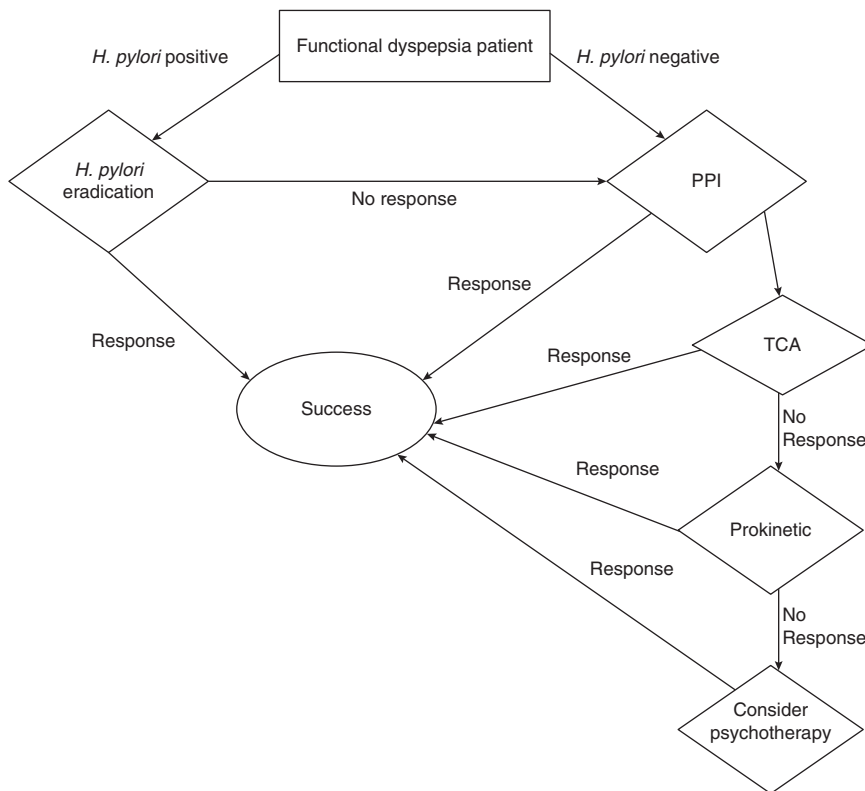 Functional dyspepsia patient
H. pylori positive
H. pylori negative
H. pylori
eradication
No response
PPI
Response
Response
TCA
Response
Success
No
Response
Response
Prokinetic
Response
No
Response
Consider
psychotherapy